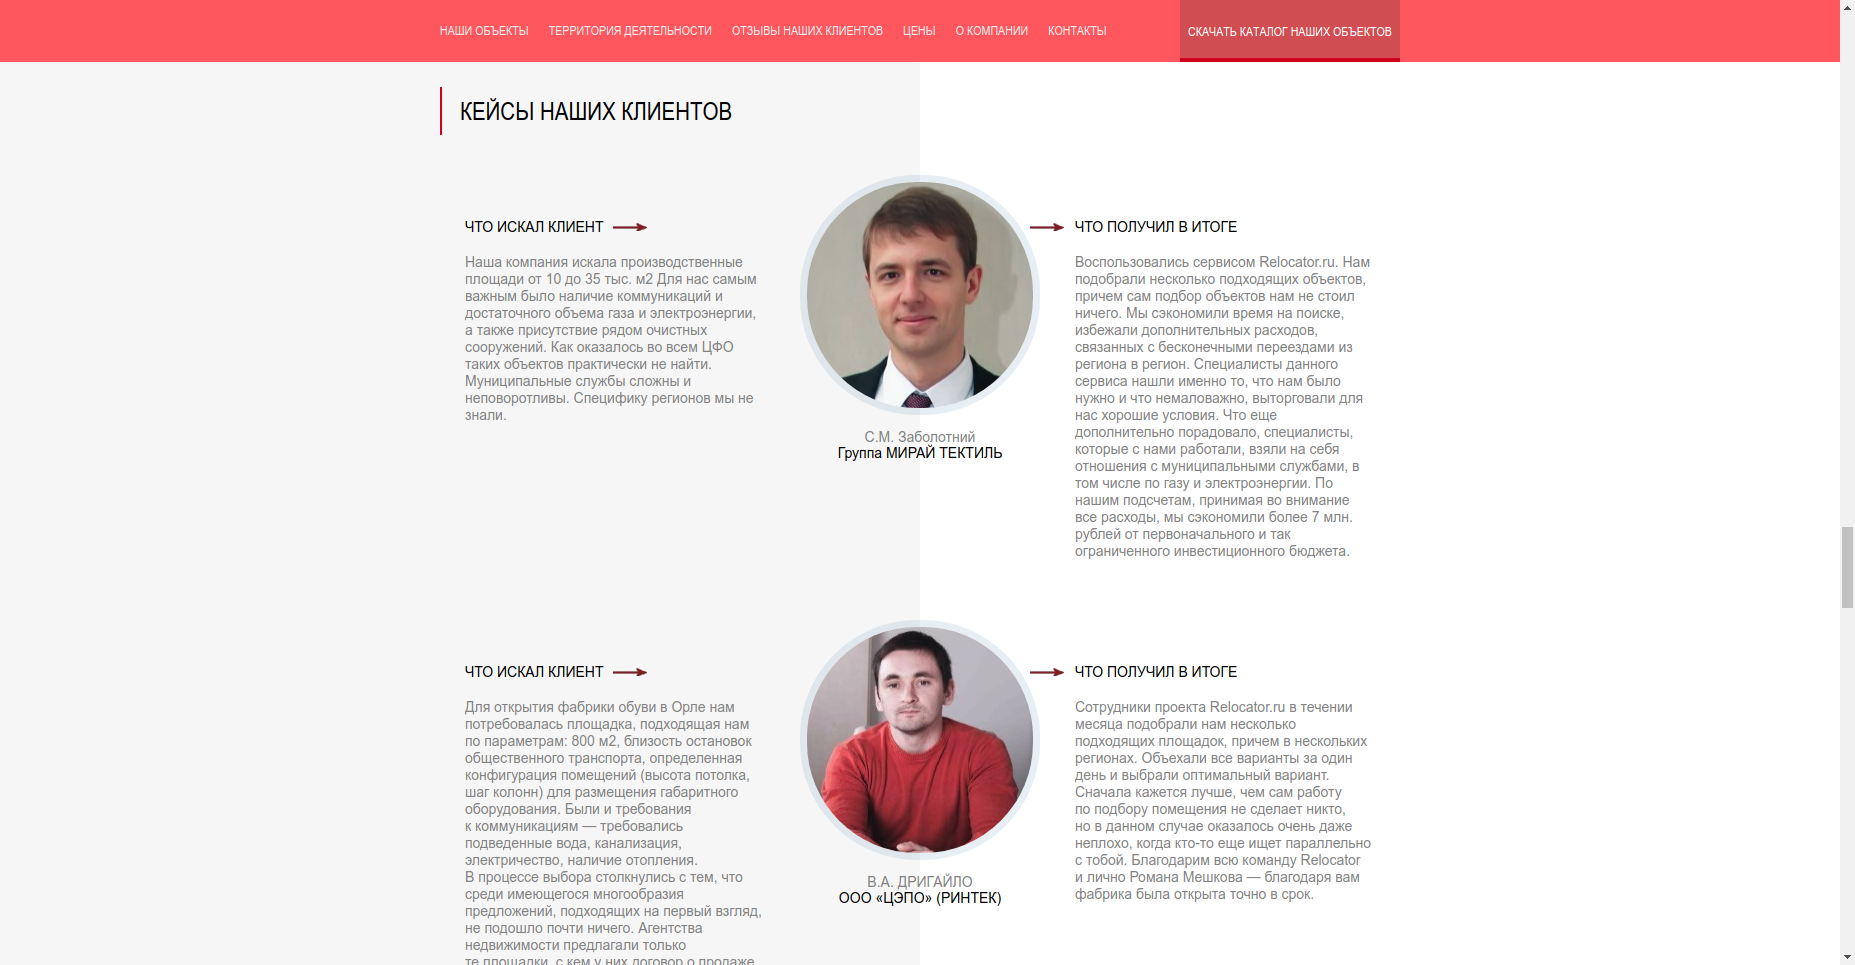 НАШИ ОБЪЕКТЫ ТЕРРИТОРИЯ ДЕЯТЕЛЬНОСТИ ОТЗЫВЫ НАШИХ КЛИЕНТОВ ЦЕНЫ О КОМПАНИИ КОНТАКТЫ СКАЧАТЬ КАТАЛОГ НАШИХ ОБЪЕКТОВ
КЕЙСЫ НАШИХ КЛИЕНТОВ
ЧТО ИСКАЛ КЛИЕНТ
Наша компания искала производственные
площади от 10 до 35 тыс. м2 Для нас самым
важным было наличие коммуникаций и
достаточного объема газа и электроэнергии,
а также присутствие рядом очистных
сооружений. Как оказалось во всем ЦФО
таких объектов практически не найти.
Муниципальные службы сложны и
неповоротливы. Специфику регионов мы не
знали.
С.М. Заболотний
Группа МИРАЙ ТЕКТИЛЬ
ЧТО ПОЛУЧИЛ В ИТОГЕ
Воспользовались сервисом Relocator.ru. Нам
подобрали несколько подходящих объектов,
причем сам подбор объектов нам не стоил
ничего. Мы сэкономили время на поиске,
избежали дополнительных расходов,
связанных с бесконечными переездами из
региона в регион. Специалисты данного
сервиса нашли именно то, что нам было
нужно и что немаловажно, выторговали для
нас хорошие условия. Что еще
дополнительно порадовало, специалисты,
которые с нами работали, взяли на себя
отношения с муниципальными службами, в
том числе по газу и электроэнергии. По
нашим подсчетам, принимая во внимание
все расходы, мы сэкономили более 7 млн.
рублей от первоначального и так
ограниченного инвестиционного бюджета.
ЧТО ИСКАЛ КЛИЕНТ
Для открытия фабрики обуви в Орле нам
потребовалась площадка, подходящая нам
по параметрам: 800 м2, близость остановок
общественного транспорта, определенная
конфигурация помещений (высота потолка,
шаг колонн) для размещения габаритного
оборудования. Были и требования
к коммуникациям — требовались
подведенные вода, канализация,
электричество, наличие отопления.
В процессе выбора столкнулись с тем, что
среди имеющегося многообразия
предложений, подходящих на первый взгляд,
не подошло почти ничего. Агентства
недвижимости предлагали только
те площадки, с кем у них договор о продаже
В.А. ДРИГАЙЛО
ООО «ЦЭПО» (РИНТЕК)
ЧТО ПОЛУЧИЛ В ИТОГЕ
Сотрудники проекта Relocator.ru в течении
месяца подобрали нам несколько
подходящих площадок, причем в нескольких
регионах. Объехали все варианты за один
день и выбрали оптимальный вариант.
Сначала кажется лучше, чем сам работу
по подбору помещения не сделает никто,
но в данном случае оказалось очень даже
неплохо, когда кто-то еще ищет параллельно
с тобой. Благодарим всю команду Relocator
и лично Романа Мешкова — благодаря вам
фабрика была открыта точно в срок.